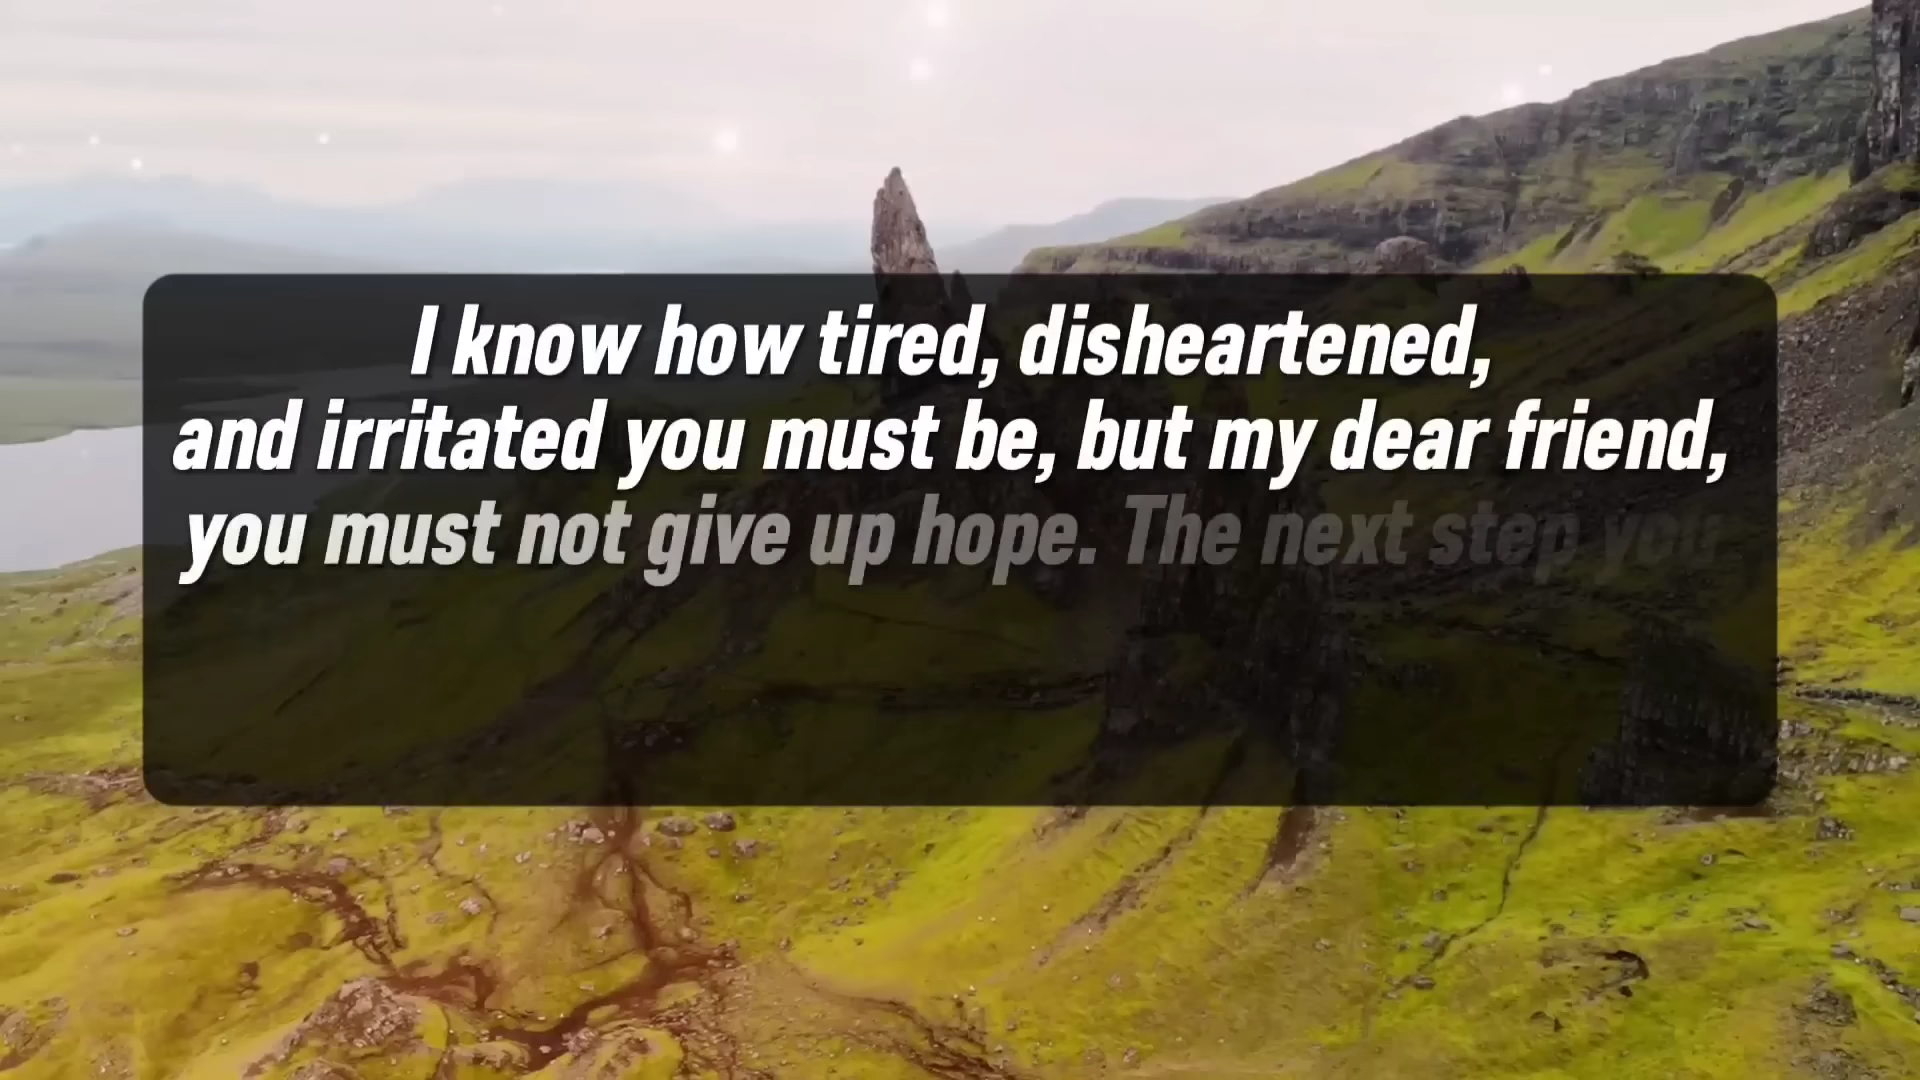 I know how tired, disheartened,
and irritated you must be, but my dear friend,
you must not give up hope. The next step you